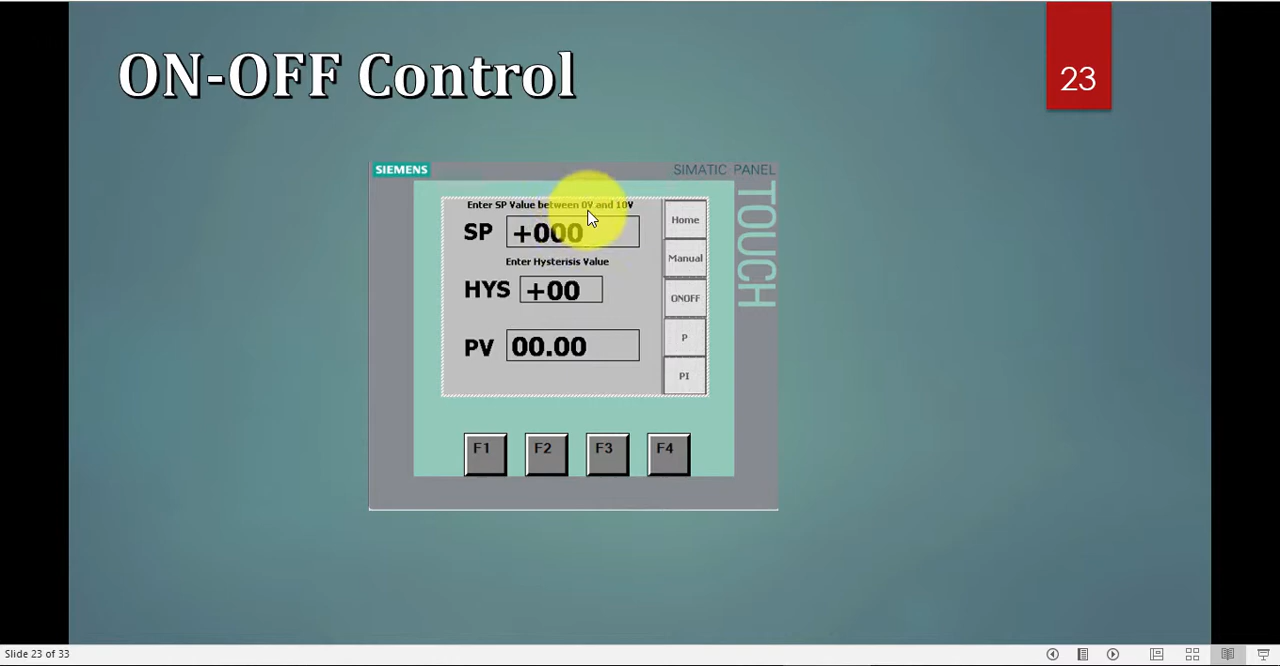 ON-OFF Control
23
SIEMENS
SIMATIC PANEL
TOUCH
Enter SP Value between 0V and 10V
SP +000
Enter Hysterisis Value
HYS +00
PV 00.00
Home
Manual
ONOFF
P
PI
F1 F2 F3 F4
Slide 23 of 33